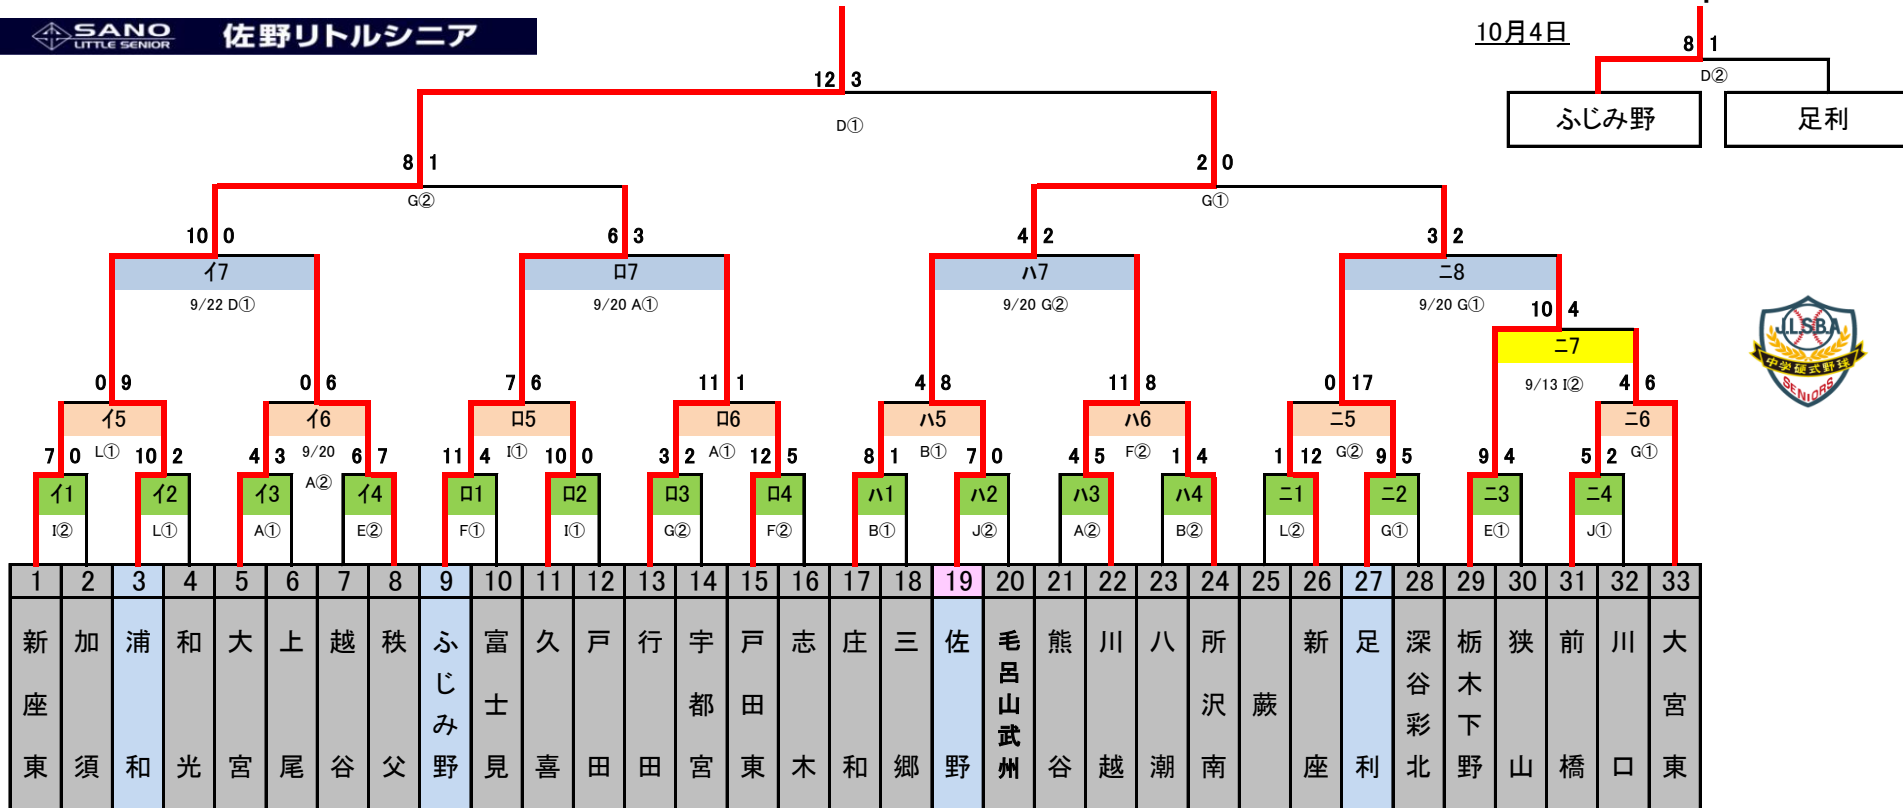 SANO
LITTLE SENIOR
佐野リトルシニア
10月4日
8 1
D②
ふじみ野 足利
12 3
D①
8 1 2 0
G② G①
10 0 6 3 4 2 3 2
イ7 ロ7 ハ7 ニ8
9/22 D① 9/20 A① 9/20 G② 9/20 G①
10 4
ニ7
9/13 I②
0 9 0 6 7 6 11 1 4 8 11 8 0 17 4 6
イ5 イ6 ロ5 ロ6 ハ5 ハ6 ニ5 ニ6
L① 9/20 I① A① B① F② G② G①
A②
7 0 10 2 4 3 6 7 11 4 10 0 3 2 12 5 8 1 7 0 4 5 1 4 1 12 9 5 9 4 5 2
イ1 イ2 イ3 イ4 ロ1 ロ2 ロ3 ロ4 ハ1 ハ2 ハ3 ハ4 ニ1 ニ2 ニ3 ニ4
I② L① A① E② F① I① G② F② B① J② A② B② L② G① E① J①
1 2 3 4 5 6 7 8 9 10 11 12 13 14 15 16 17 18 19 20 21 22 23 24 25 26 27 28 29 30 31 32 33
新座東
加須
浦和
和光
大宮
上尾
越谷
秩父
ふじみ野
富士見
久喜
戸田
行田
宇都宮
戸田東
志木
庄和
三郷
佐野
毛呂山武州
熊谷
川越
八潮
所沢南
蕨
新座
足利
深谷彩北
栃木下野
狭山
前橋
川口
大宮東
J.L.S.B.A
中学硬式野球
SENIORS